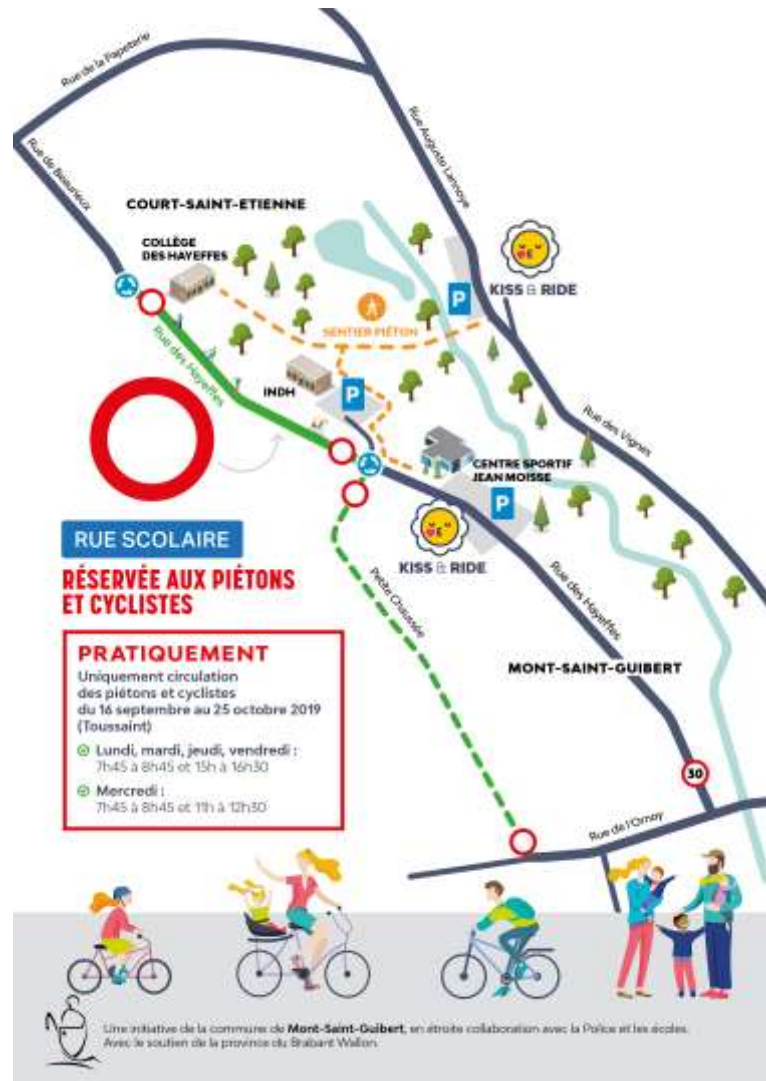 Rue de la Papeterie
Rue Auguste Lannoye
Rue de Beaurieux
COURT-SAINT-ETIENNE
COLLÈGE
DES HAYEFFES
KISS & RIDE
P
SENTIER PIÉTON
Rue des Hayeffes
INDH
P
Rue des Vignes
CENTRE SPORTIF
JEAN MOISSE
P
KISS & RIDE
RUE SCOLAIRE
RÉSERVÉE AUX PIÉTONS
ET CYCLISTES
Petite Chaussée
Rue des Hayeffes
MONT-SAINT-GUIBERT
PRATIQUEMENT
Uniquement circulation
des piétons et cyclistes
du 16 septembre au 25 octobre 2019
(Toussaint)
Lundi, mardi, jeudi, vendredi :
7h45 à 8h45 et 15h à 16h30
Mercredi :
7h45 à 8h45 et 11h à 12h30
30
Rue de l'Ornoy
Une initiative de la commune de Mont-Saint-Guibert, en étroite collaboration avec la Police et les écoles.
Avec le soutien de la province du Brabant Wallon.